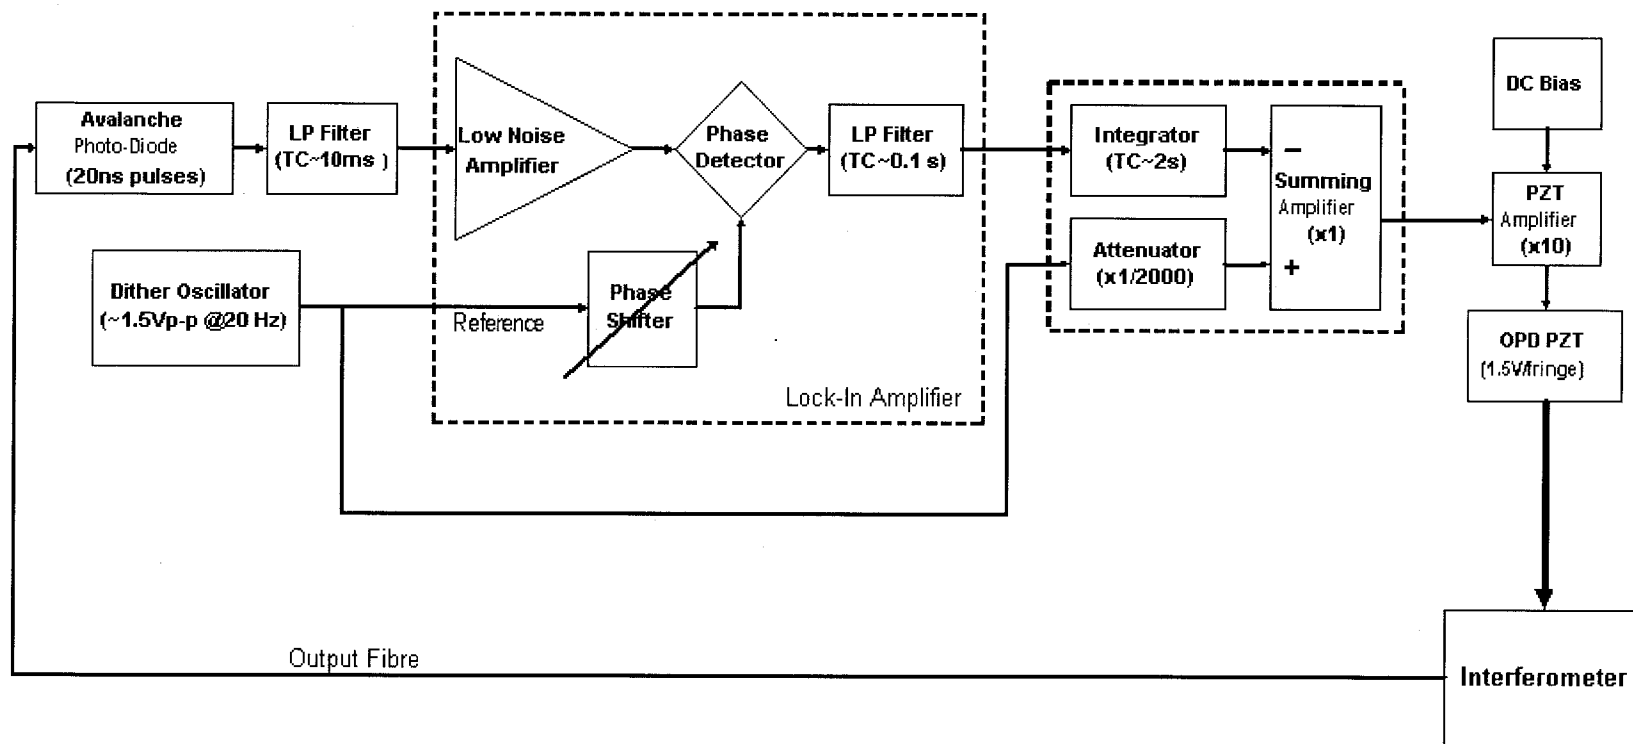 Avalanche
Photo-Diode
(20ns pulses)
LP Filter
(TC~10ms )
Low Noise
Amplifier
Phase
Detector
LP Filter
(TC~0.1 s)
Integrator
(TC~2s)
Attenuator
(x1/2000)
−
Summing
Amplifier
(x1)
+
DC Bias
PZT
Amplifier
(x10)
OPD PZT
(1.5V/fringe)
Dither Oscillator
(~1.5Vp-p @20 Hz)
Reference
Phase
Shifter
Lock-In Amplifier
Output Fibre
Interferometer